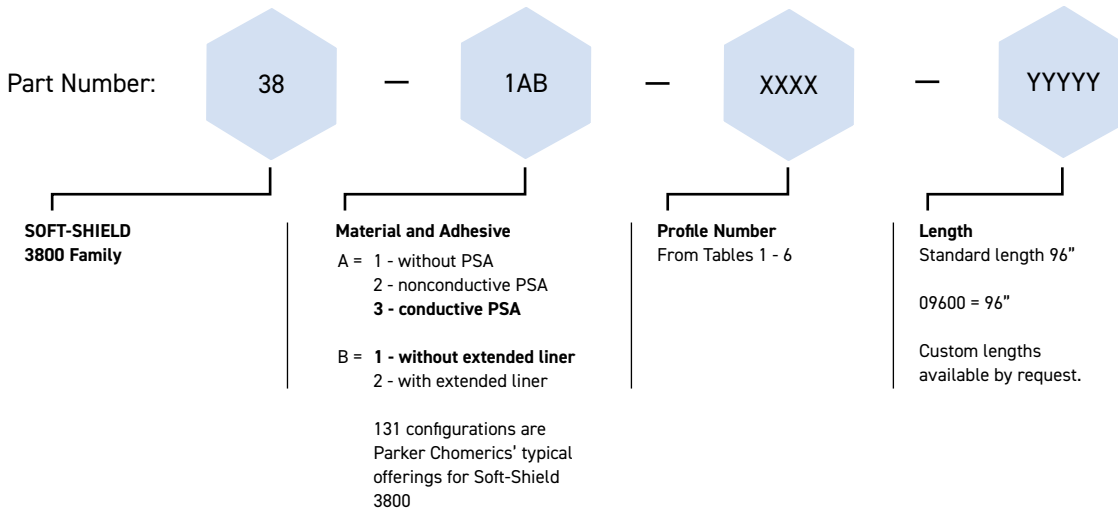 Part Number: 38 — 1AB — XXXX — YYYYY
SOFT-SHIELD
3800 Family
Material and Adhesive
A = 1 - without PSA
2 - nonconductive PSA
3 - conductive PSA
B = 1 - without extended liner
2 - with extended liner
131 configurations are
Parker Chomerics’ typical
offerings for Soft-Shield
3800
Profile Number
From Tables 1 - 6
Length
Standard length 96”
09600 = 96”
Custom lengths
available by request.